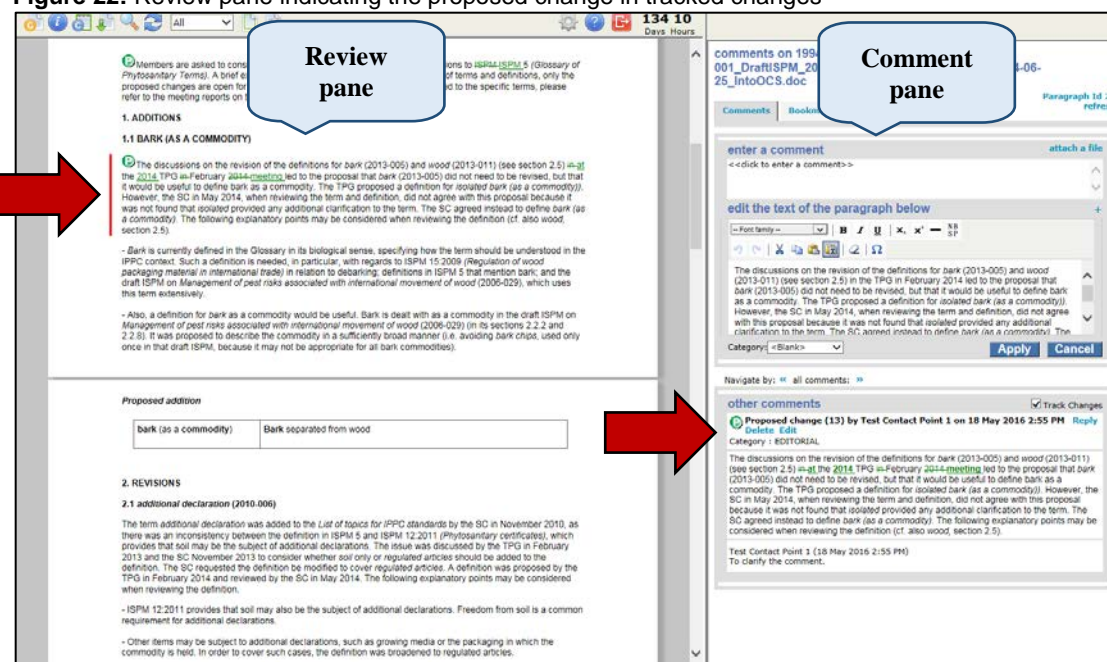 Figure 22: Review pane indicating the proposed change in tracked changes
All
134 10
Days Hours
Review
pane
Members are asked to cons
ions to ISPM ISPM 5 (Glossary of
Phytosanitary Terms). A brief e
of terms and definitions, only the
proposed changes are open for
d to the specific terms, please
refer to the meeting reports on t
1. ADDITIONS
1.1 BARK (AS A COMMODITY)
The discussions on the revision of the definitions for bark (2013-005) and wood (2013-011) (see section 2.5) in at
the 2014 TPG in February 2014 meeting led to the proposal that bark (2013-005) did not need to be revised, but that
it would be useful to define bark as a commodity. The TPG proposed a definition for isolated bark (as a commodity)).
However, the SC in May 2014, when reviewing the term and definition, did not agree with this proposal because it
was not found that isolated provided any additional clarification to the term. The SC agreed instead to define bark (as
a commodity). The following explanatory points may be considered when reviewing the definition (cf. also wood,
section 2.5).
- Bark is currently defined in the Glossary in its biological sense, specifying how the term should be understood in the
IPPC context. Such a definition is needed, in particular, with regards to ISPM 15:2009 (Regulation of wood
packaging material in international trade) in relation to debarking; definitions in ISPM 5 that mention bark; and the
draft ISPM on Management of pest risks associated with international movement of wood (2006-029), which uses
this term extensively.
- Also, a definition for bark as a commodity would be useful. Bark is dealt with as a commodity in the draft ISPM on
Management of pest risks associated with international movement of wood (2006-029) (in its sections 2.2.2 and
2.2.8). It was proposed to describe the commodity in a sufficiently broad manner (i.e. avoiding bark chips, used only
once in that draft ISPM, because it may not be appropriate for all bark commodities).
Proposed addition
bark (as a commodity) Bark separated from wood
2. REVISIONS
2.1 additional declaration (2010-006)
The term additional declaration was added to the List of topics for IPPC standards by the SC in November 2010, as
there was an inconsistency between the definition in ISPM 5 and ISPM 12:2011 (Phytosanitary certificates), which
provides that soil may be the subject of additional declarations. The issue was discussed by the TPG in February
2013 and the SC November 2013 to consider whether soil only or regulated articles should be added to the
definition. The SC requested the definition be modified to cover regulated articles. A definition was proposed by the
TPG in February 2014 and reviewed by the SC in May 2014. The following explanatory points may be considered
when reviewing the definition.
- ISPM 12:2011 provides that soil may also be the subject of additional declarations. Freedom from soil is a common
requirement for additional declarations.
- Other items may be subject to additional declarations, such as growing media or the packaging in which the
commodity is held. In order to cover such cases, the definition was broadened to regulated articles.
Comment
pane
comments on 199
001_DraftISPM_20
4-06-
25_IntoOCS.doc
Paragraph Id
refre
Comments Bookm
enter a comment attach a file
<<click to enter a comment>>
edit the text of the paragraph below +
-- Font family -- B I U x, x' — NB SP
Ω
The discussions on the revision of the definitions for bark (2013-005) and wood
(2013-011) (see section 2.5) in the TPG in February 2014 led to the proposal that
bark (2013-005) did not need to be revised, but that it would be useful to define bark
as a commodity. The TPG proposed a definition for isolated bark (as a commodity)).
However, the SC in May 2014, when reviewing the term and definition, did not agree
with this proposal because it was not found that isolated provided any additional
clarification to the term. The SC agreed instead to define bark (as a commodity). The
Category: <Blank> Apply Cancel
Navigate by: « all comments: »
other comments Track Changes
Proposed change (13) by Test Contact Point 1 on 18 May 2016 2:55 PM Reply
Delete Edit
Category : EDITORIAL
The discussions on the revision of the definitions for bark (2013-005) and wood (2013-011)
(see section 2.5) in at the 2014 TPG in February 2014 meeting led to the proposal that bark
(2013-005) did not need to be revised, but that it would be useful to define bark as a
commodity. The TPG proposed a definition for isolated bark (as a commodity)). However, the
SC in May 2014, when reviewing the term and definition, did not agree with this proposal
because it was not found that isolated provided any additional clarification to the term. The
SC agreed instead to define bark (as a commodity). The following explanatory points may be
considered when reviewing the definition (cf. also wood, section 2.5).
Test Contact Point 1 (18 May 2016 2:55 PM)
To clarify the comment.